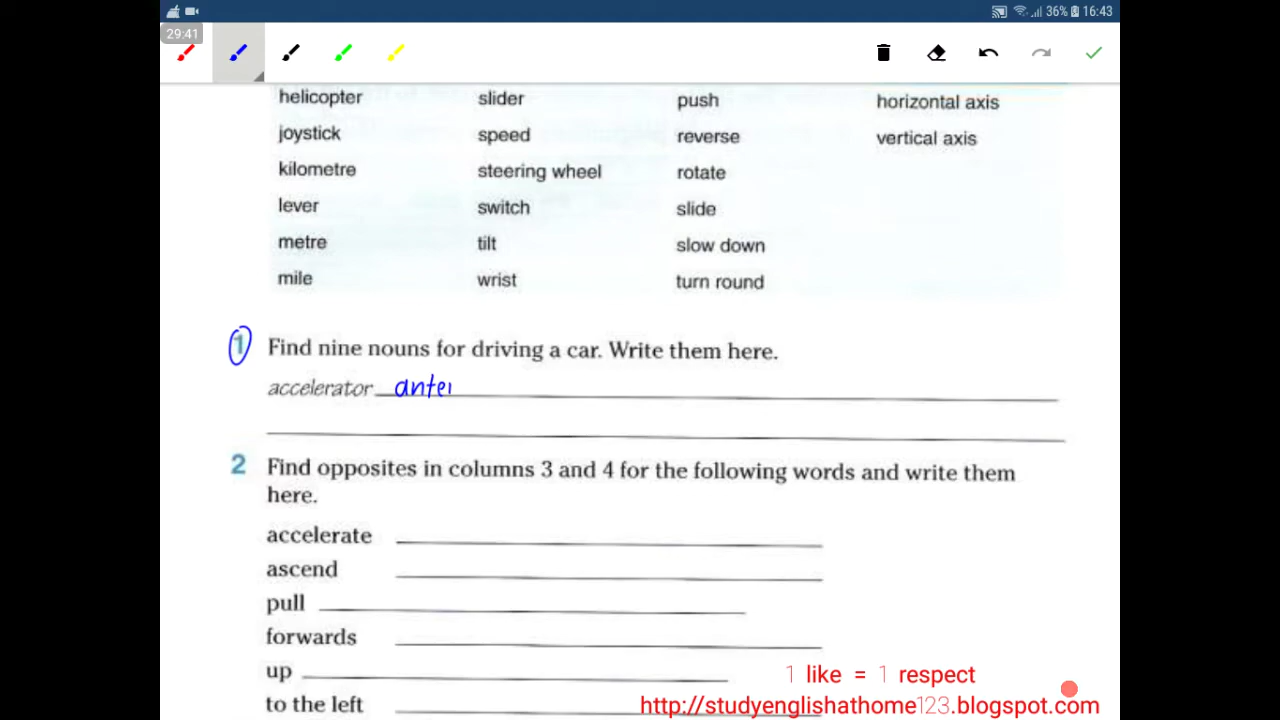 36% 16:43
29:41
helicopter slider push horizontal axis
joystick speed reverse vertical axis
kilometre steering wheel rotate
lever switch slide
metre tilt slow down
mile wrist turn round
1 Find nine nouns for driving a car. Write them here.
accelerator anter
2 Find opposites in columns 3 and 4 for the following words and write them
here.
accelerate
ascend
pull
forwards
up
to the left
1 like = 1 respect
http://studyenglishathome123.blogspot.com